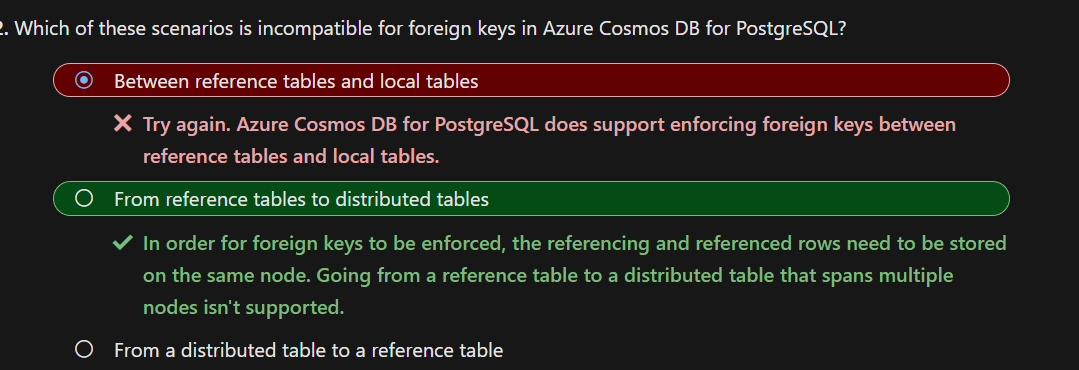 2. Which of these scenarios is incompatible for foreign keys in Azure Cosmos DB for PostgreSQL?
Between reference tables and local tables
Try again. Azure Cosmos DB for PostgreSQL does support enforcing foreign keys between
reference tables and local tables.
From reference tables to distributed tables
In order for foreign keys to be enforced, the referencing and referenced rows need to be stored
on the same node. Going from a reference table to a distributed table that spans multiple
nodes isn't supported.
From a distributed table to a reference table